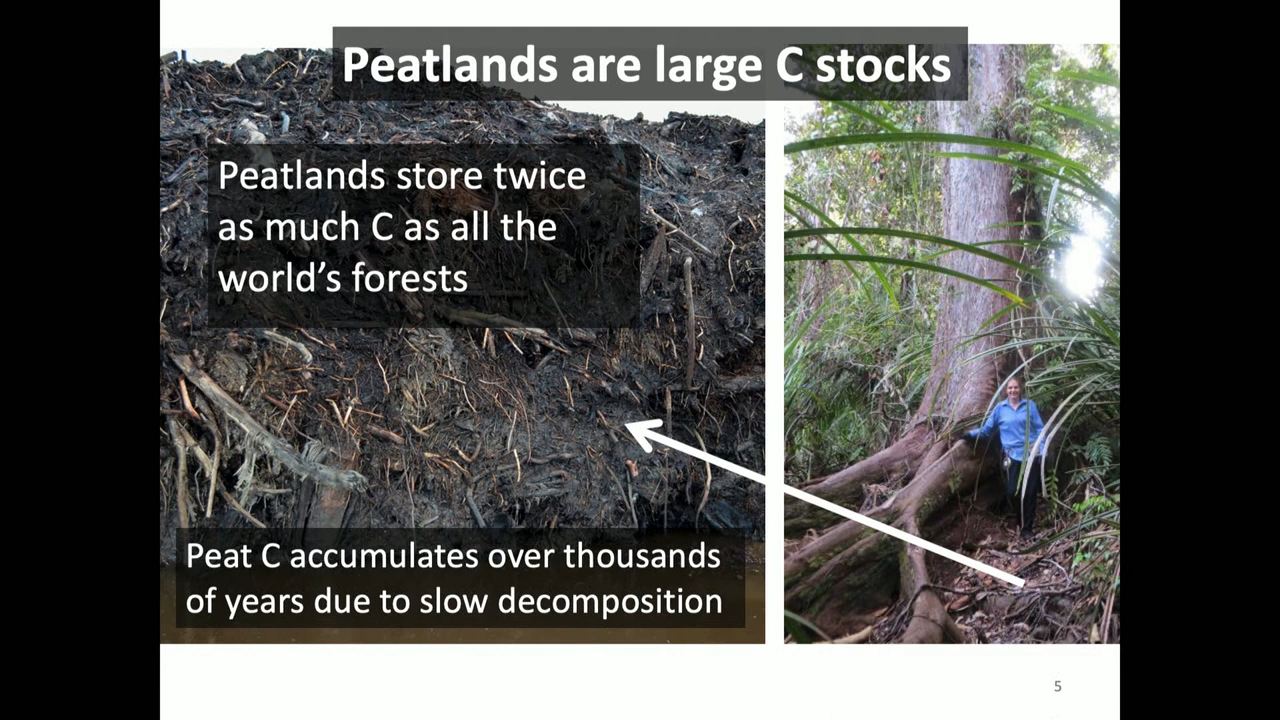 Peatlands are large C stocks
Peatlands store twice
as much C as all the
world's forests
Peat C accumulates over thousands
of years due to slow decomposition
5